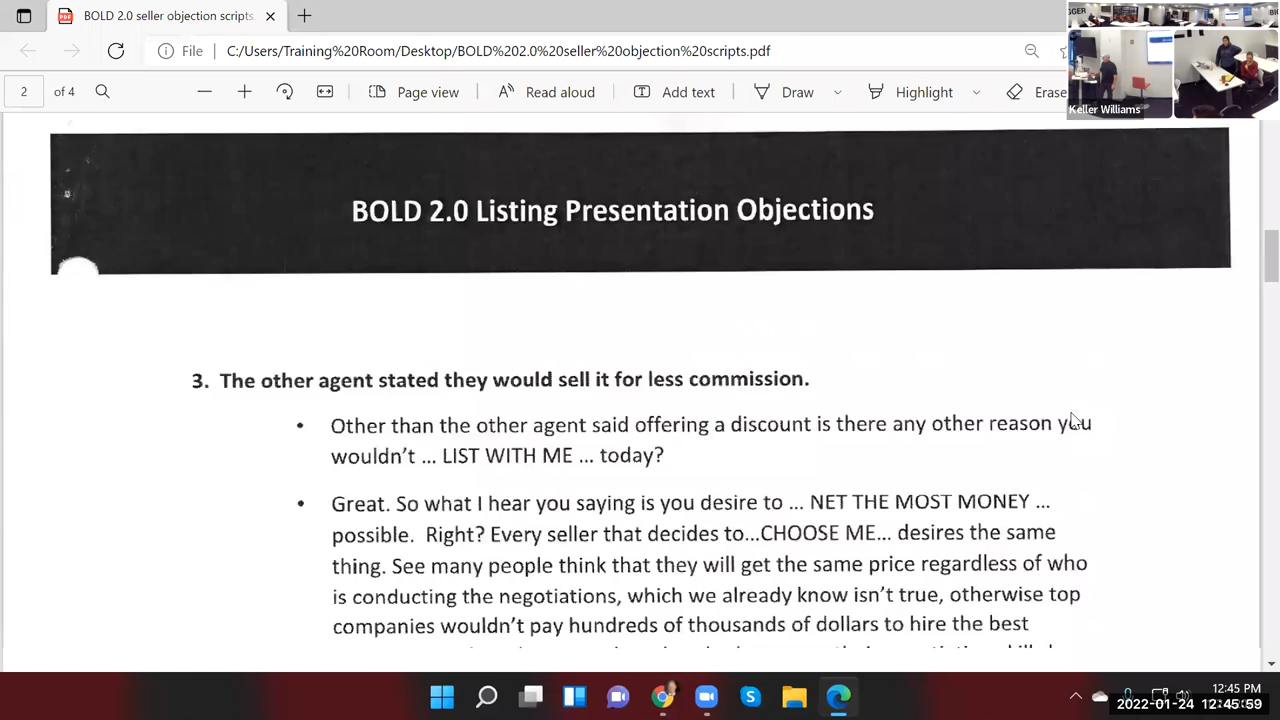 BOLD 2.0 seller objection scripts.
File
C:/Users/Training%20Room/Desktop/BOLD%202.0%20seller%20objection%20scripts.pdf
2 of 4
Page view
Read aloud
Add text
Draw
Highlight
Erase
GGER
Keller Williams
BOLD 2.0 Listing Presentation Objections
3. The other agent stated they would sell it for less commission.
• Other than the other agent said offering a discount is there any other reason you
wouldn't ... LIST WITH ME ... today?
• Great. So what I hear you saying is you desire to ... NET THE MOST MONEY ...
possible. Right? Every seller that decides to...CHOOSE ME... desires the same
thing. See many people think that they will get the same price regardless of who
is conducting the negotiations, which we already know isn't true, otherwise top
companies wouldn't pay hundreds of thousands of dollars to hire the best
12:45 PM
2022-01-24 12:45:59